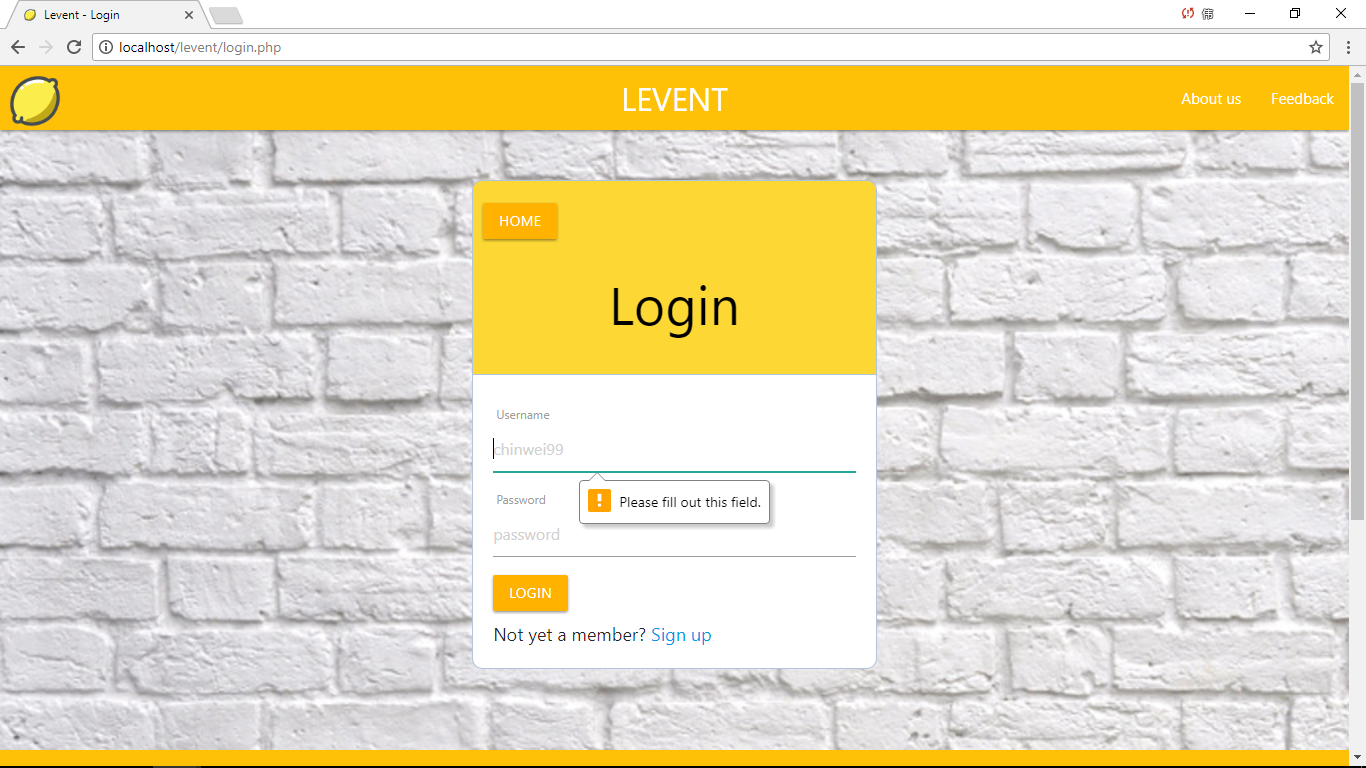 Levent - Login
localhost/levent/login.php
LEVENT
About us
Feedback
HOME
Login
Username
chinwei99
Please fill out this field.
Password
password
LOGIN
Not yet a member? Sign up